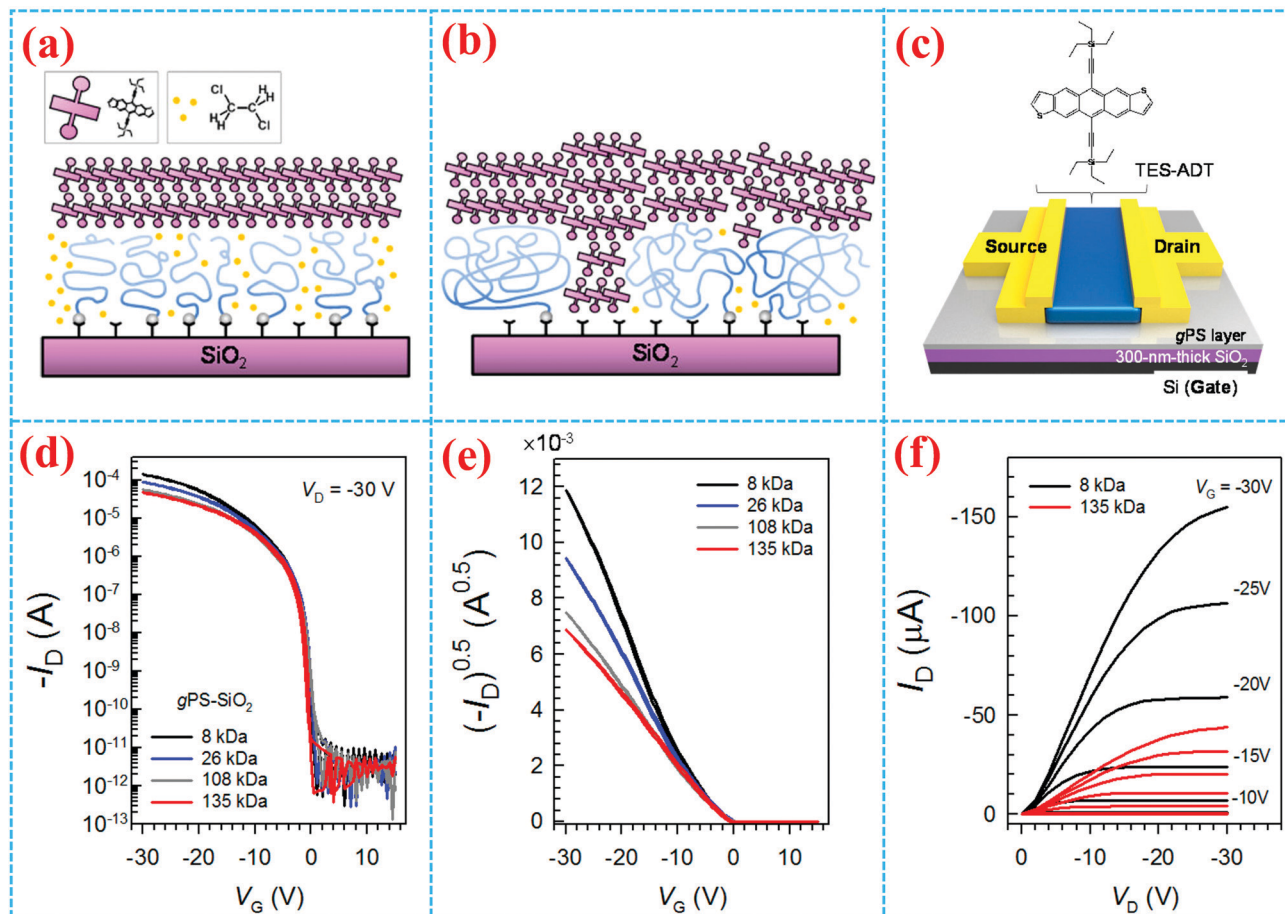 (a)
Cl
H
C
C
H
H
H
Cl
SiO2
(b)
SiO2
(c)
Si
S
S
Si
TES-ADT
Source
Drain
gPS layer
300-nm-thick SiO2
Si (Gate)
(d)
VD = -30 V
10-4
10-5
10-6
10-7
10-8
10-9
10-10
10-11
10-12
10-13
-ID (A)
gPS-SiO2
8 kDa
26 kDa
108 kDa
135 kDa
-30 -20 -10 0 10
VG (V)
(e)
×10-3
12
10
8
6
4
2
0
(-ID)0.5 (A0.5)
8 kDa
26 kDa
108 kDa
135 kDa
-30 -20 -10 0 10
VG (V)
(f)
8 kDa
135 kDa
VG = -30V
-25V
-20V
-15V
-10V
-150
-100
-50
0
ID (µA)
0 -10 -20 -30
VD (V)